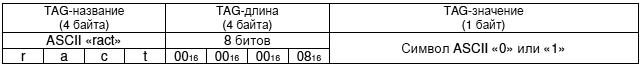 TAG-название
(4 байта)
TAG-длина
(4 байта)
TAG-значение
(1 байт)
ASCII «ract»
8 битов
Символ ASCII «0» или «1»
r a c t 00₁₆ 00₁₆ 00₁₆ 08₁₆